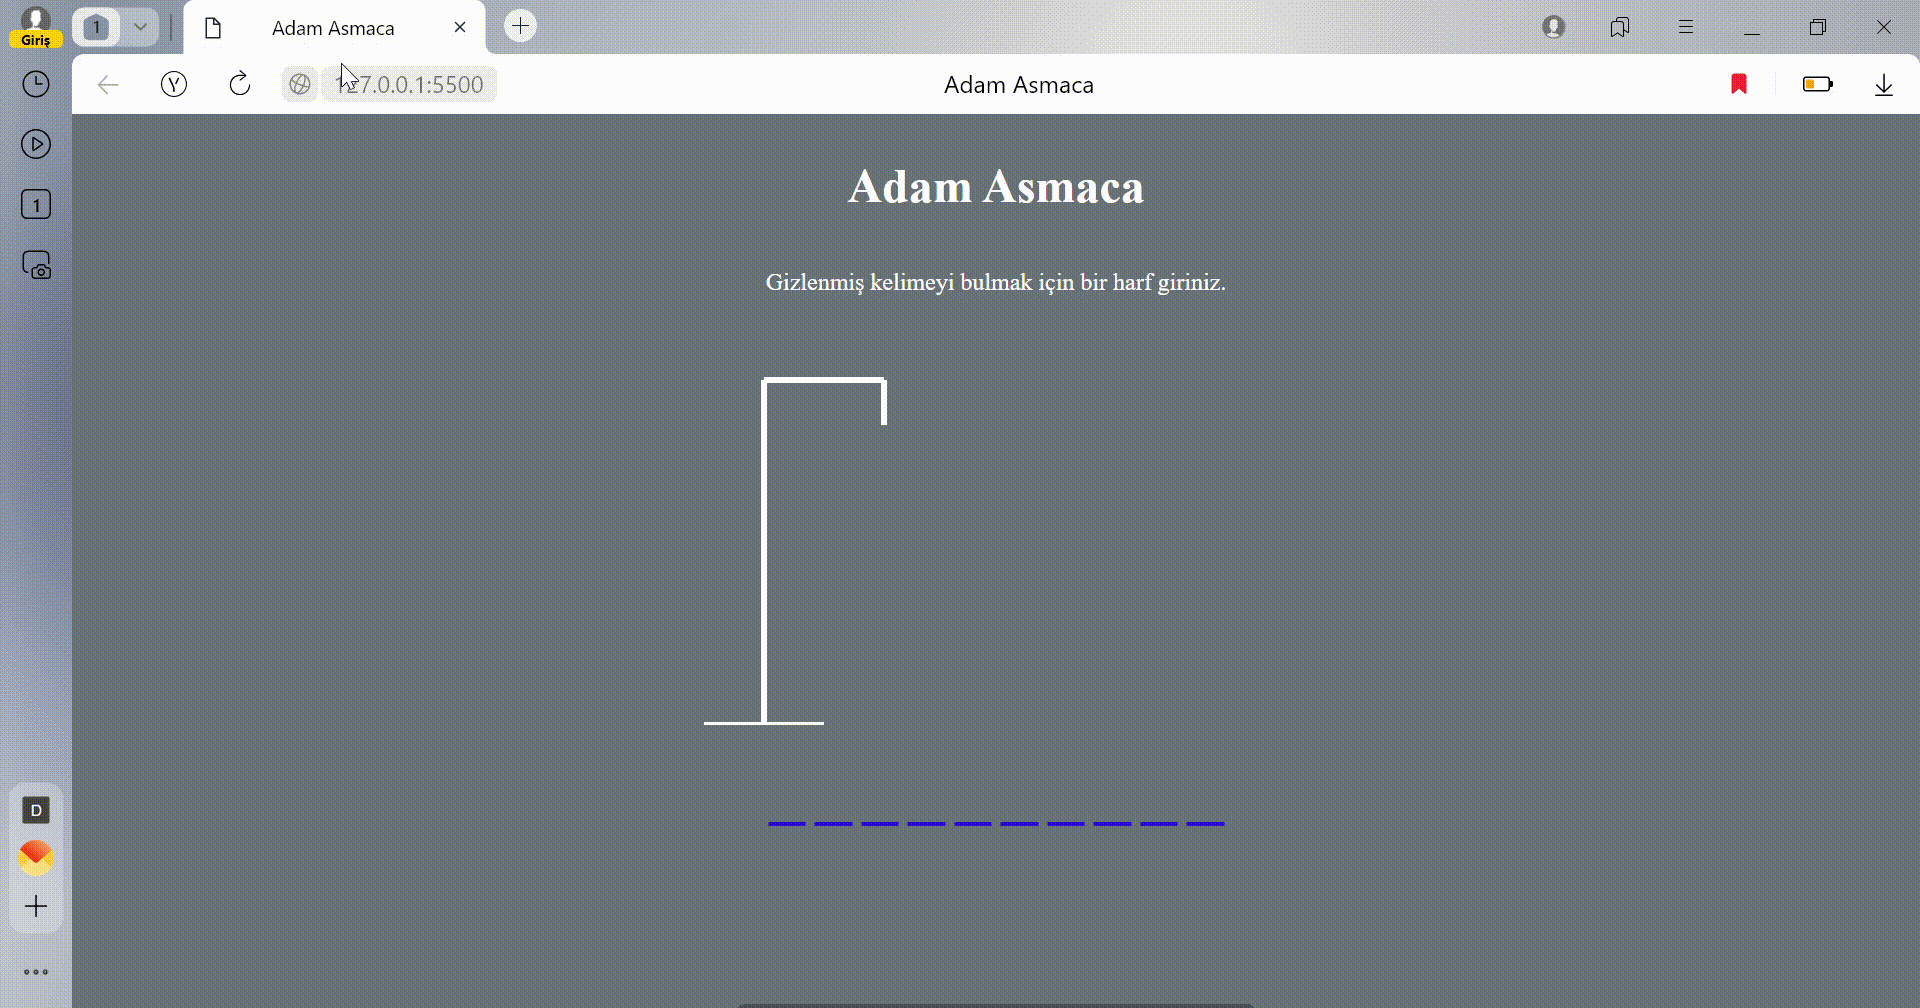 Giriş
1
Adam Asmaca
127.0.0.1:5500
Adam Asmaca
1
Adam Asmaca
Gizlenmiş kelimeyi bulmak için bir harf giriniz.
D